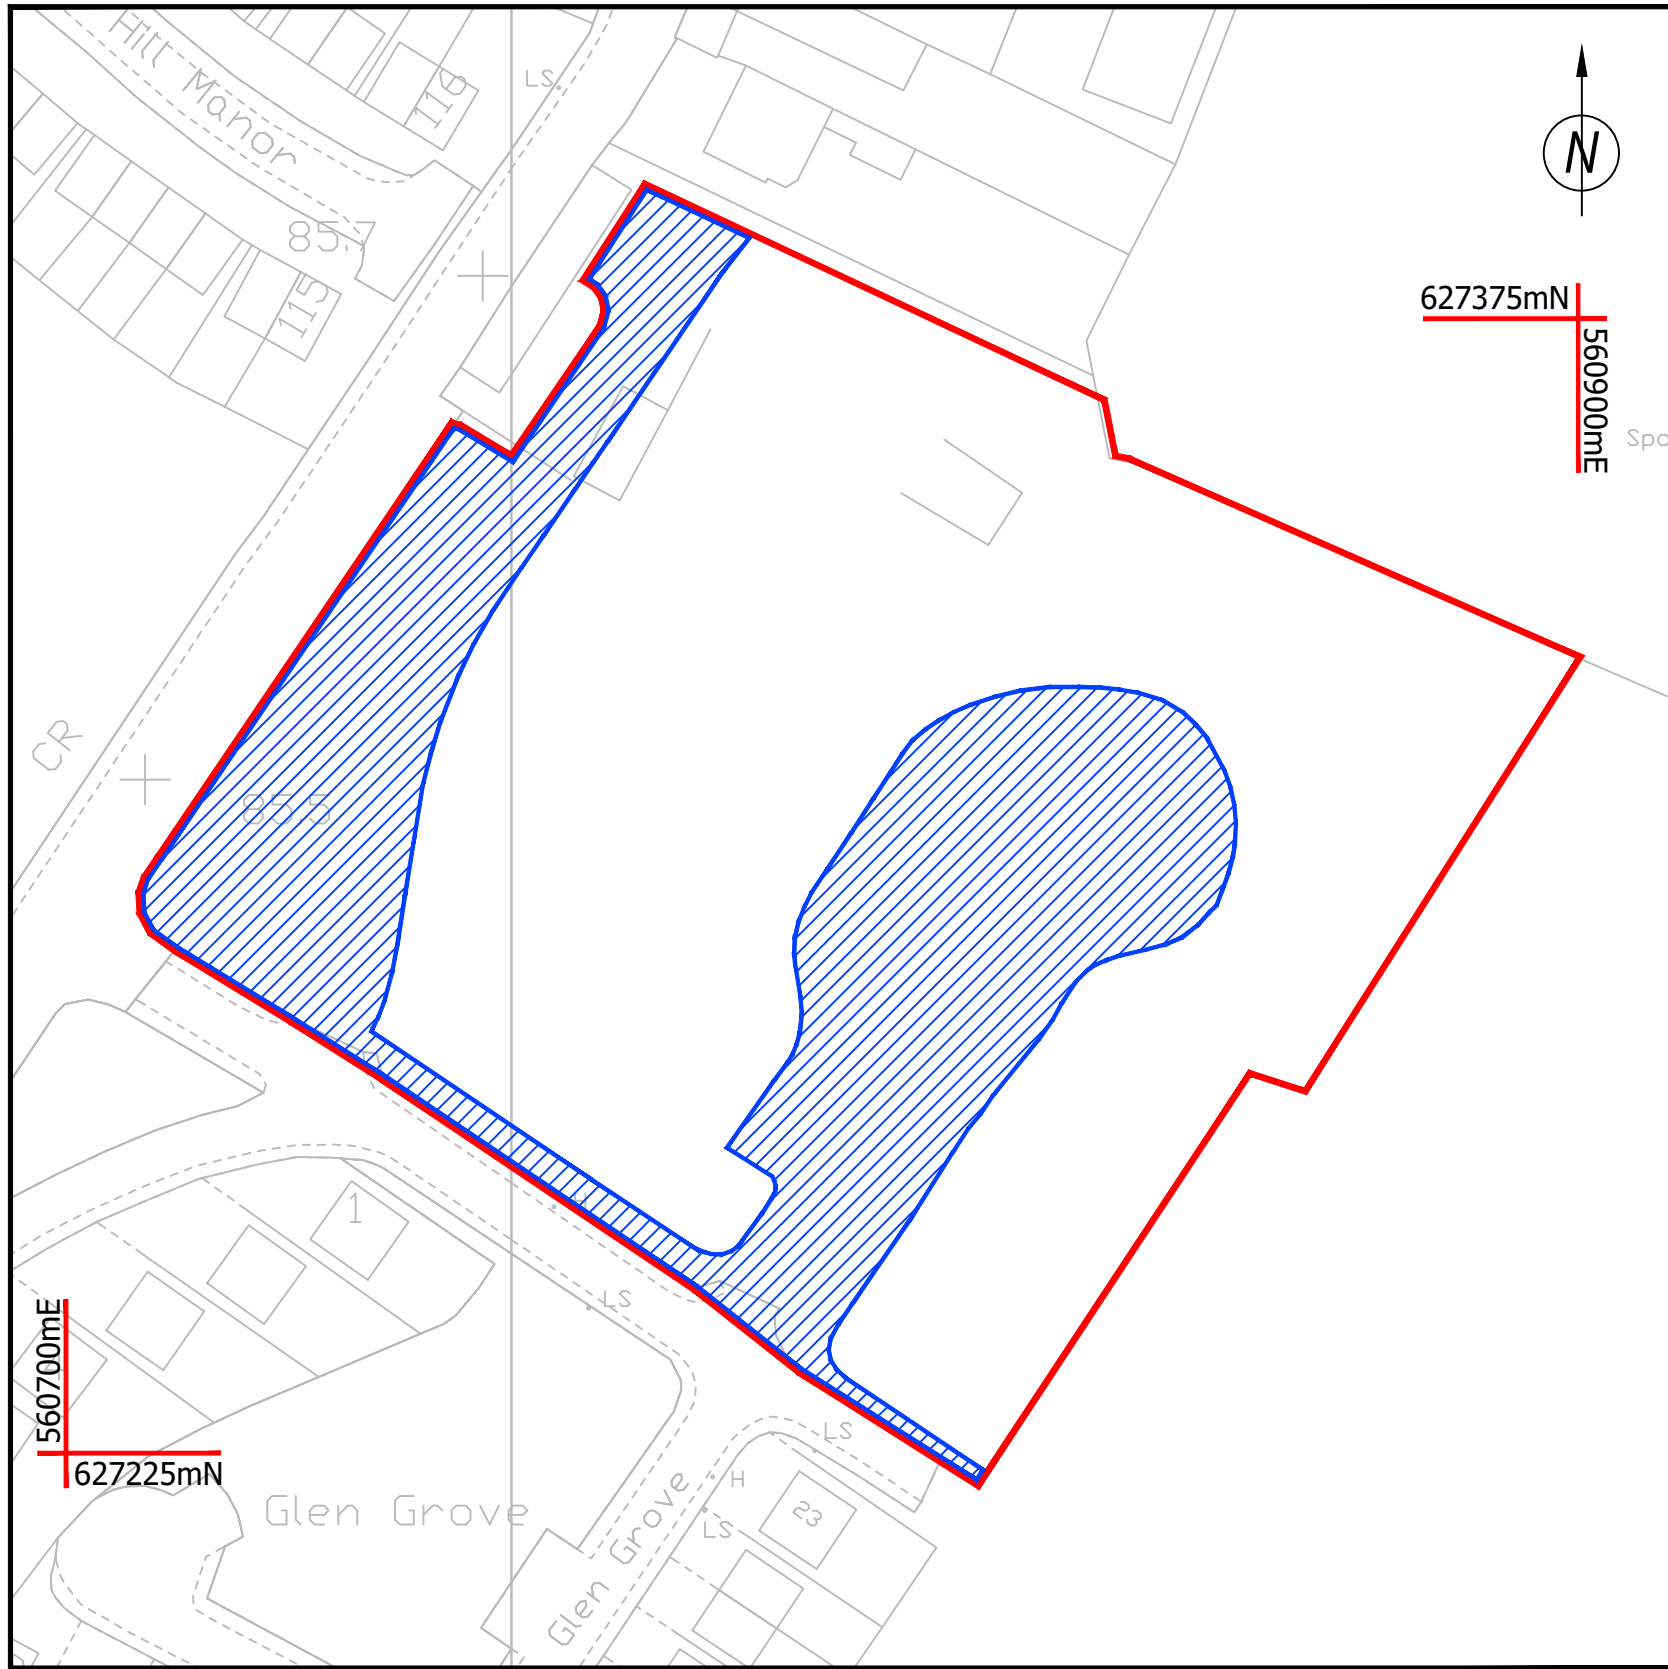 Hill Manor
116
LS
N
85.7
115
627375mN
560900mE
Spo
CR
85.5
1
H
LS
560700mE
627225mN
LS
H
Glen Grove
Glen Grove
LS
23